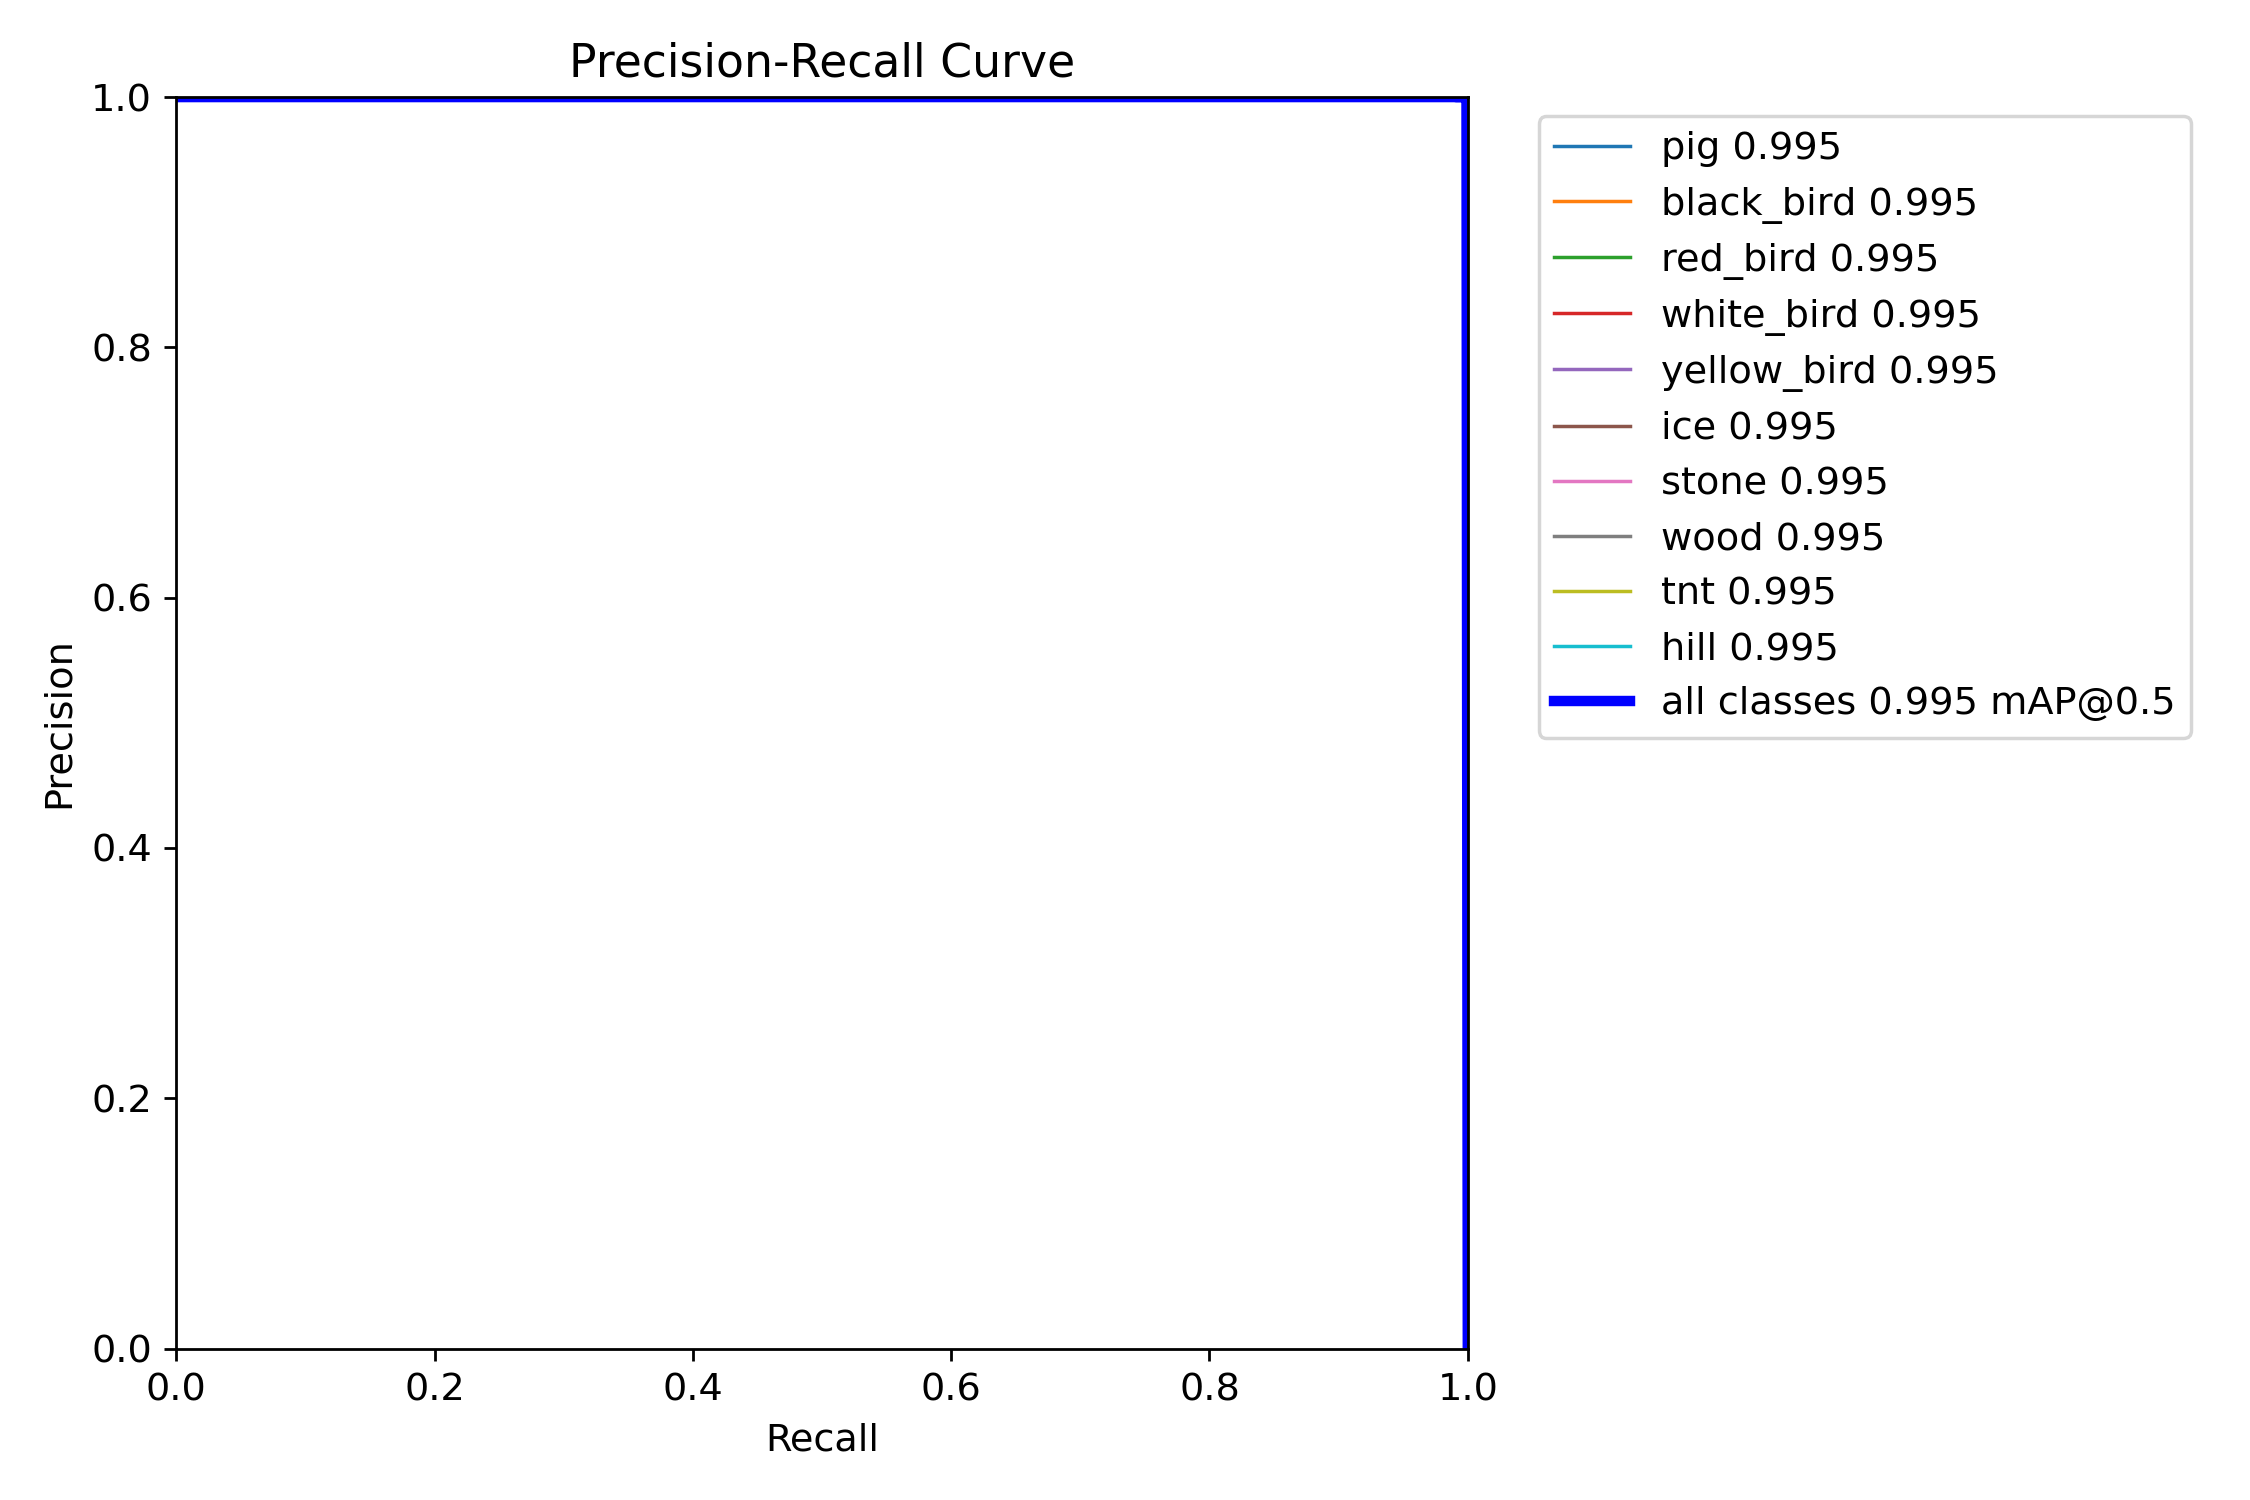 Precision-Recall Curve
1.0
0.8
0.6
0.4
0.2
0.0
Precision
0.0 0.2 0.4 0.6 0.8 1.0
Recall
pig 0.995
black_bird 0.995
red_bird 0.995
white_bird 0.995
yellow_bird 0.995
ice 0.995
stone 0.995
wood 0.995
tnt 0.995
hill 0.995
all classes 0.995 mAP@0.5